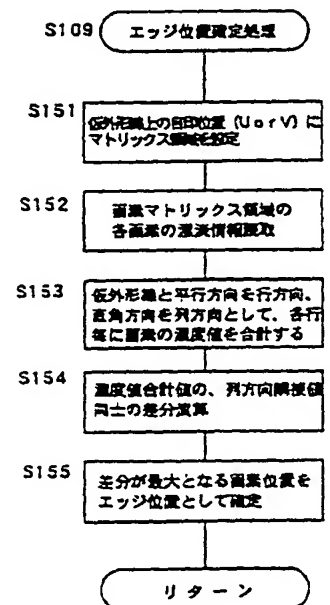 S109 エッジ位置確定処理
S151
仮外形線上の目印位置(UorV)に
マトリックス領域を設定
S152
画素マトリックス領域の
各画素の濃淡情報読取
S153
仮外形線と平行方向を行方向、
直角方向を列方向として、各行
毎に画素の濃度値を合計する
S154
濃度値合計値の、列方向隣接値
同士の差分演算
S155
差分が最大となる画素位置を
エッジ位置として確定
リターン